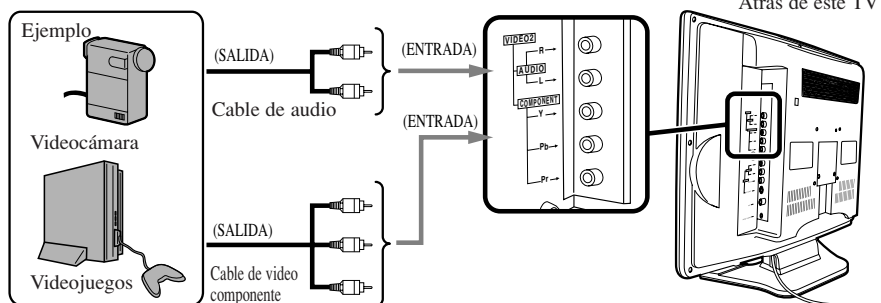 Atrás de este TV
Ejemplo
(SALIDA)
(ENTRADA)
VIDEO2
R→
AUDIO
L→
Cable de audio
(ENTRADA)
COMPONENT
Y→
Videocámara
Pb→
Pr→
(SALIDA)
Cable de video
componente
Videojuegos